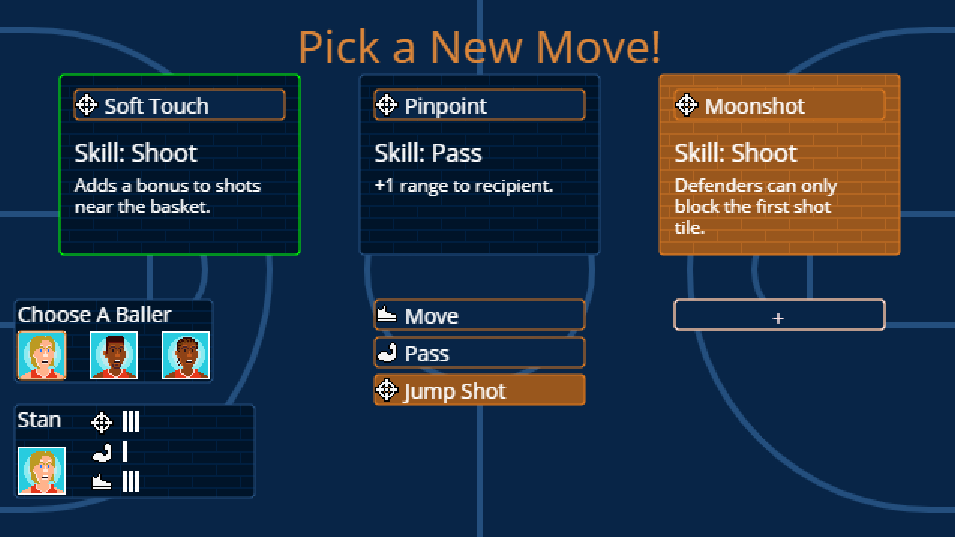 Pick a New Move!
Soft Touch
Skill: Shoot
Adds a bonus to shots
near the basket.
Pinpoint
Skill: Pass
+1 range to recipient.
Moonshot
Skill: Shoot
Defenders can only
block the first shot
tile.
Choose A Baller
Stan
Move
Pass
Jump Shot
+